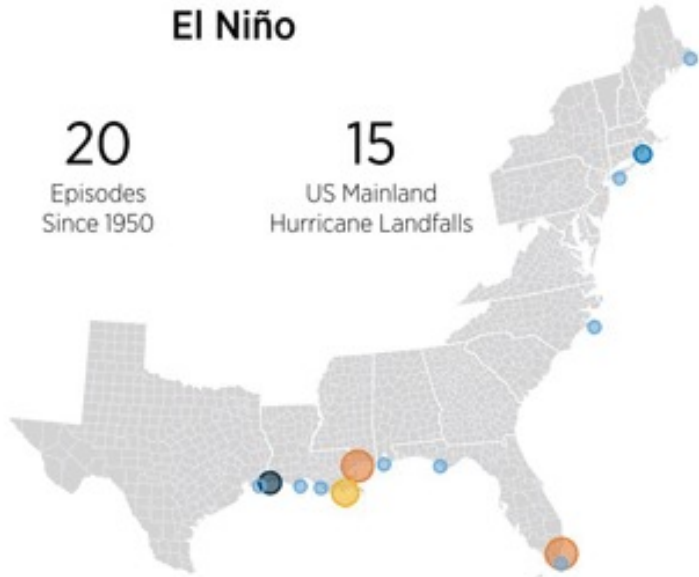 El Niño
20
Episodes
Since 1950
15
US Mainland
Hurricane Landfalls